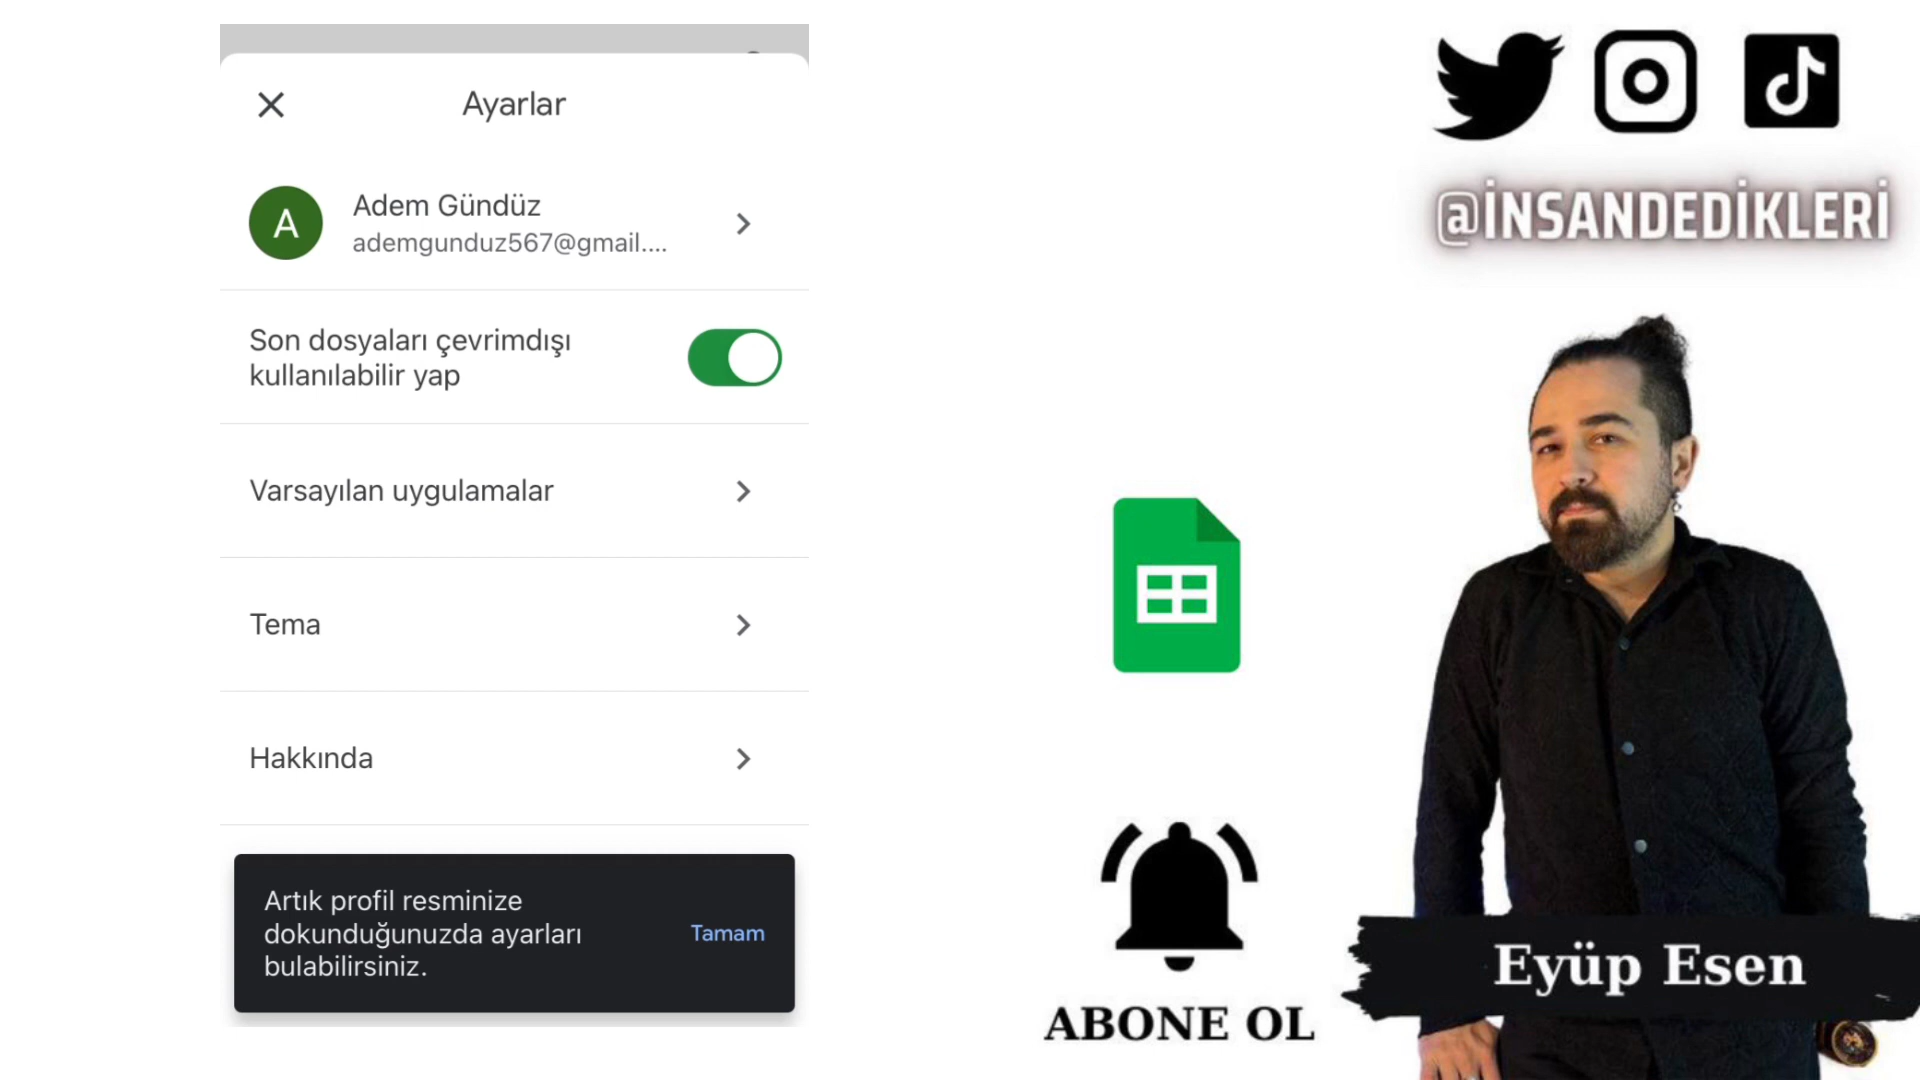 Ayarlar
A
Adem Gündüz
ademgunduz567@gmail....
Son dosyaları çevrimdışı
kullanılabilir yap
Varsayılan uygulamalar
Tema
Hakkında
Artık profil resminize
dokunduğunuzda ayarları
bulabilirsiniz.
Tamam
@İNSANDEDİKLERİ
ABONE OL
Eyüp Esen